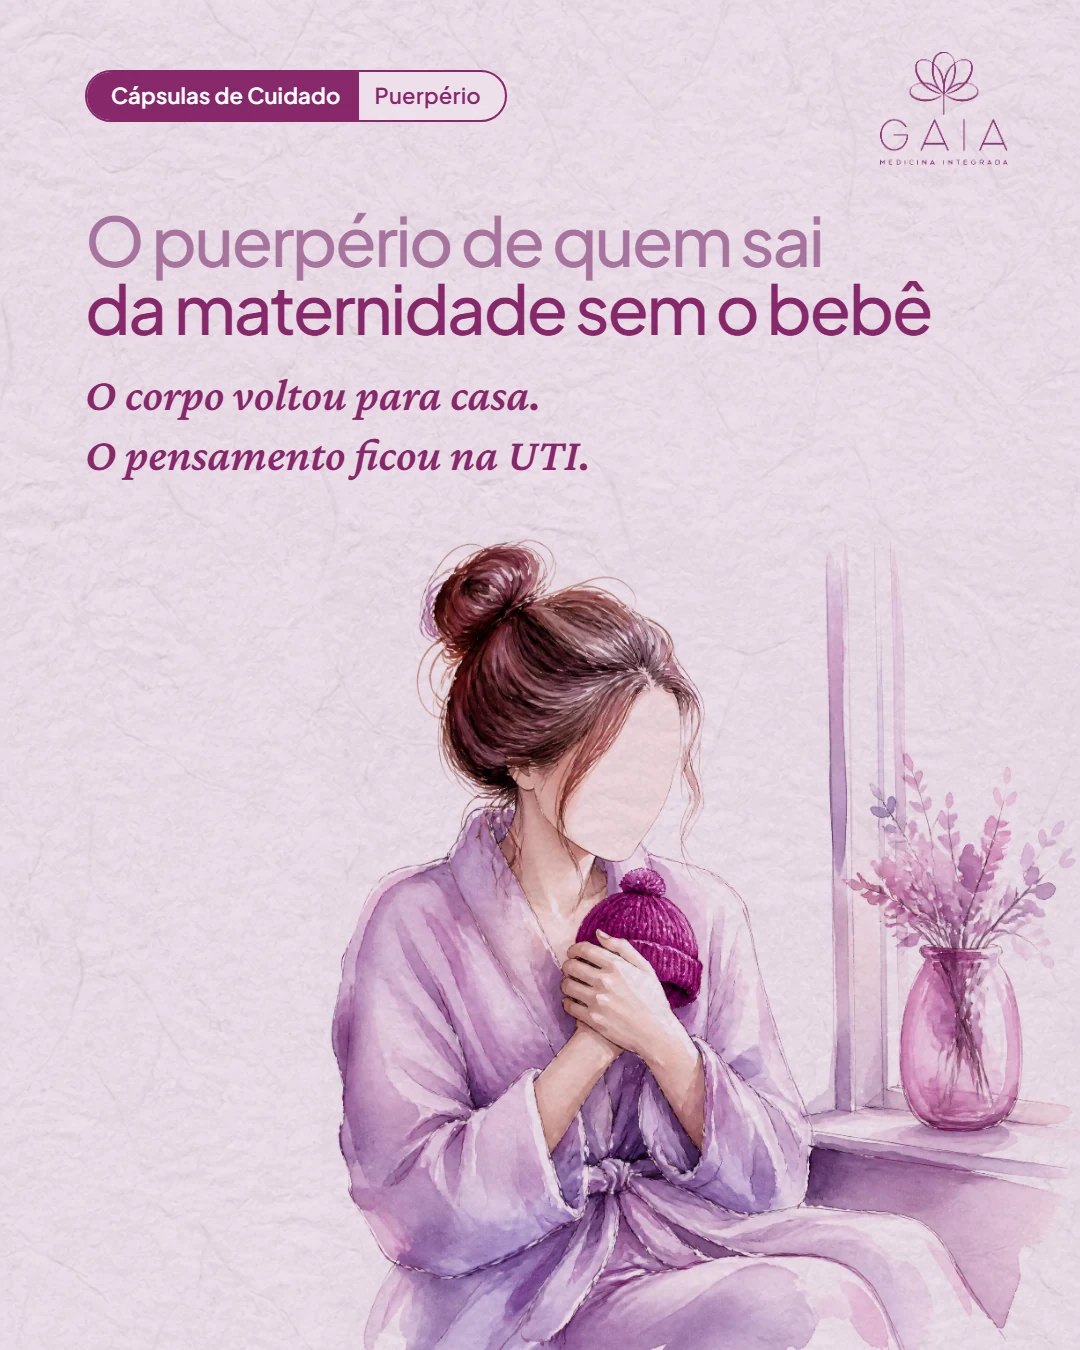 Cápsulas de Cuidado Puerpério
GAIA
MEDICINA INTEGRADA
O puerpério de quem sai
da maternidade sem o bebê
O corpo voltou para casa.
O pensamento ficou na UTI.